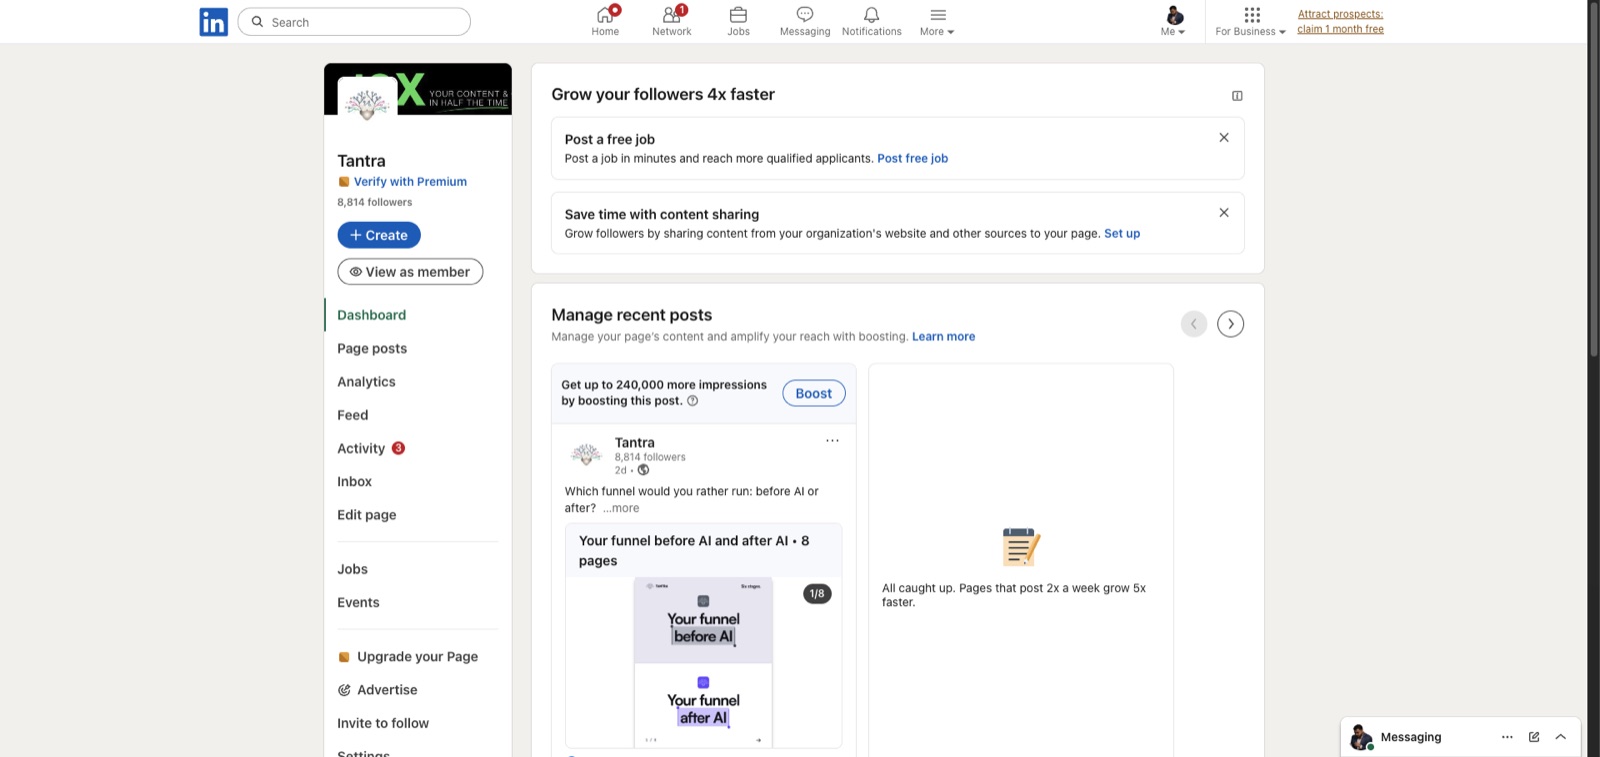 in
Search
Home
1
Network
Jobs
Messaging
Notifications
More
Me
For Business
Attract prospects:
claim 1 month free
YOUR CONTENT &
IN HALF THE TIME
Tantra
Verify with Premium
8,814 followers
+ Create
View as member
Dashboard
Page posts
Analytics
Feed
Activity 3
Inbox
Edit page
Jobs
Events
Upgrade your Page
Advertise
Invite to follow
Settings
Grow your followers 4x faster
Post a free job
Post a job in minutes and reach more qualified applicants. Post free job
Save time with content sharing
Grow followers by sharing content from your organization's website and other sources to your page. Set up
Manage recent posts
Manage your page's content and amplify your reach with boosting. Learn more
Get up to 240,000 more impressions
by boosting this post.
Boost
Tantra
8,814 followers
2d •
Which funnel would you rather run: before AI or
after? ...more
Your funnel before AI and after AI • 8
pages
1/8
Your funnel
before AI
Your funnel
after AI
All caught up. Pages that post 2x a week grow 5x
faster.
Messaging